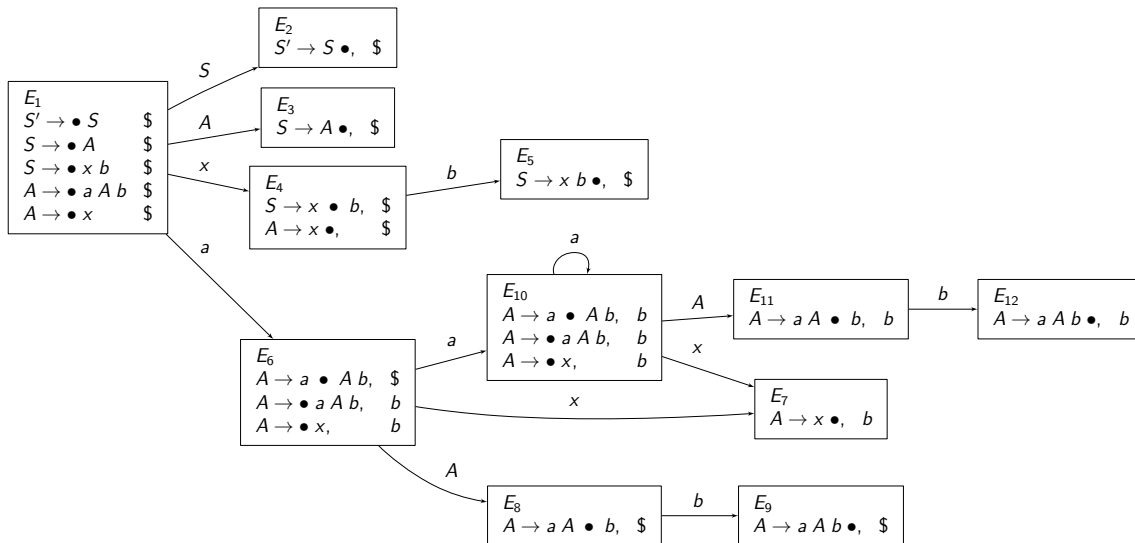 E2
S′ → S •, $
S
E1
S′ → • S $
S → • A $
S → • x b $
A → • a A b $
A → • x $
A
E3
S → A •, $
x
E4
S → x • b, $
A → x •, $
b
E5
S → x b •, $
a
E6
A → a • A b, $
A → • a A b, b
A → • x, b
a
a
E10
A → a • A b, b
A → • a A b, b
A → • x, b
A
E11
A → a A • b, b
b
E12
A → a A b •, b
x
x
E7
A → x •, b
A
E8
A → a A • b, $
b
E9
A → a A b •, $